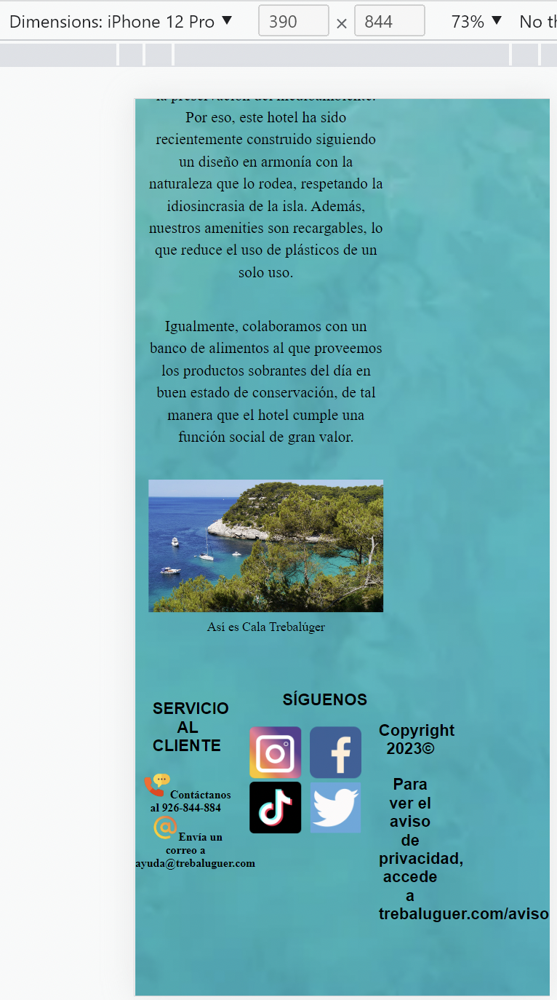 Dimensions: iPhone 12 Pro ▼ 390 × 844 73% ▼ No th
la preservación del medioambiente.
Por eso, este hotel ha sido
recientemente construido siguiendo
un diseño en armonía con la
naturaleza que lo rodea, respetando la
idiosincrasia de la isla. Además,
nuestros amenities son recargables, lo
que reduce el uso de plásticos de un
solo uso.
Igualmente, colaboramos con un
banco de alimentos al que proveemos
los productos sobrantes del día en
buen estado de conservación, de tal
manera que el hotel cumple una
función social de gran valor.
Así es Cala Trebalúger
SERVICIO
AL
CLIENTE
Contáctanos
al 926-844-884
Envía un
correo a
ayuda@trebaluguer.com
SÍGUENOS
Copyright
2023©
Para
ver el
aviso
de
privacidad,
accede
a
trebaluguer.com/aviso